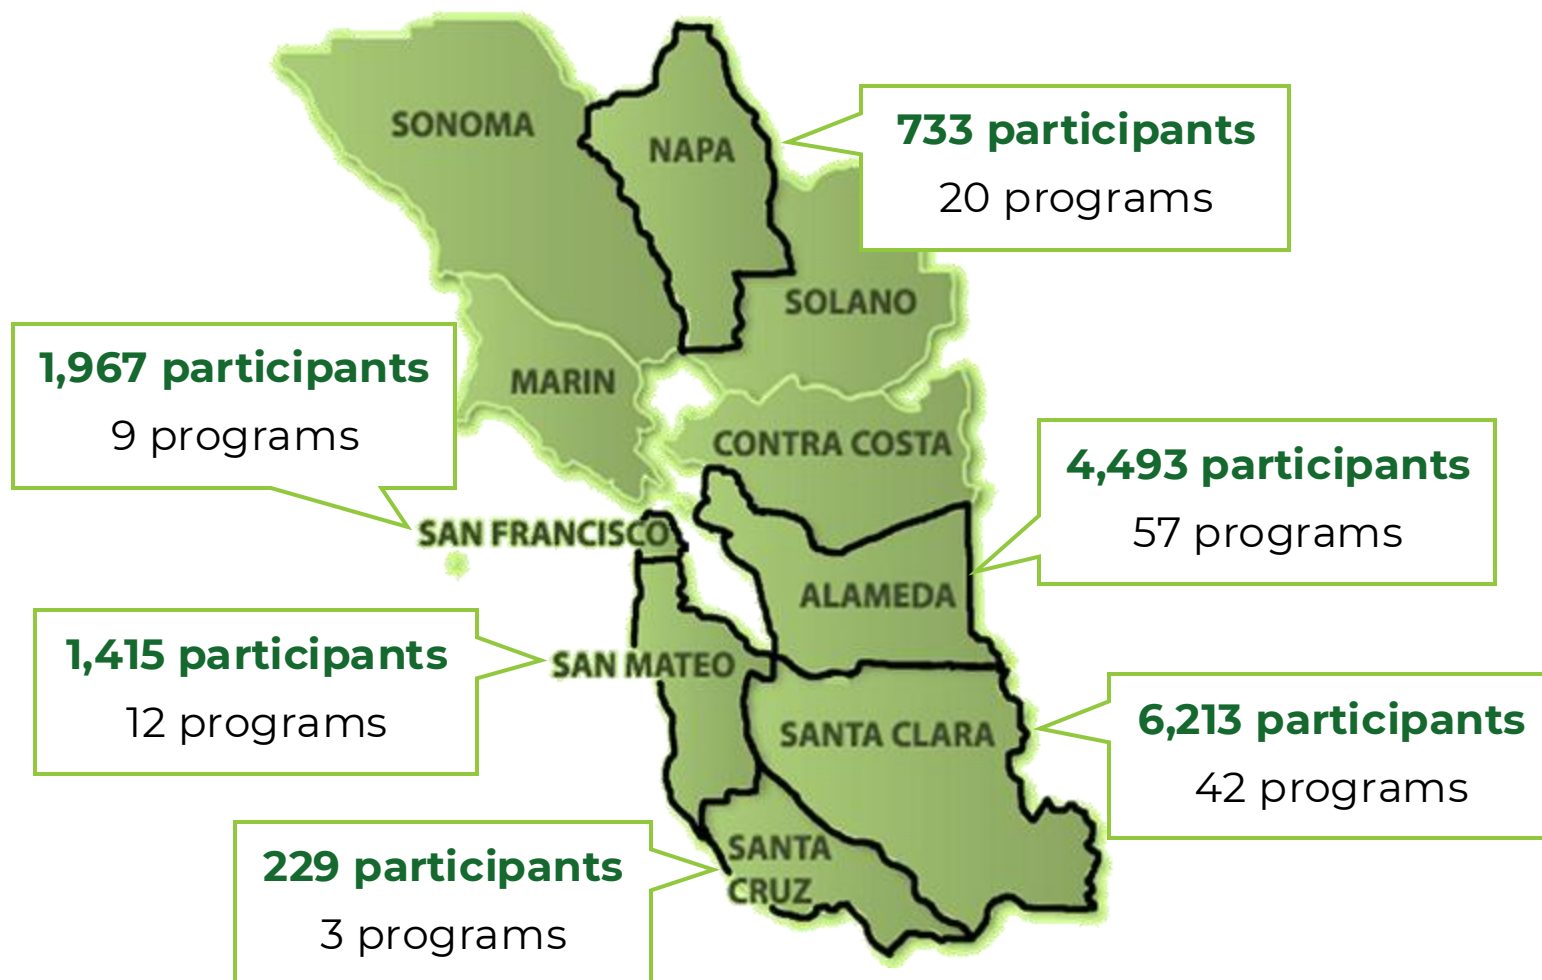 SONOMA
NAPA
733 participants
20 programs
SOLANO
1,967 participants
9 programs
MARIN
CONTRA COSTA
4,493 participants
57 programs
SAN FRANCISCO
ALAMEDA
1,415 participants
12 programs
SAN MATEO
SANTA CLARA
6,213 participants
42 programs
SANTA
CRUZ
229 participants
3 programs